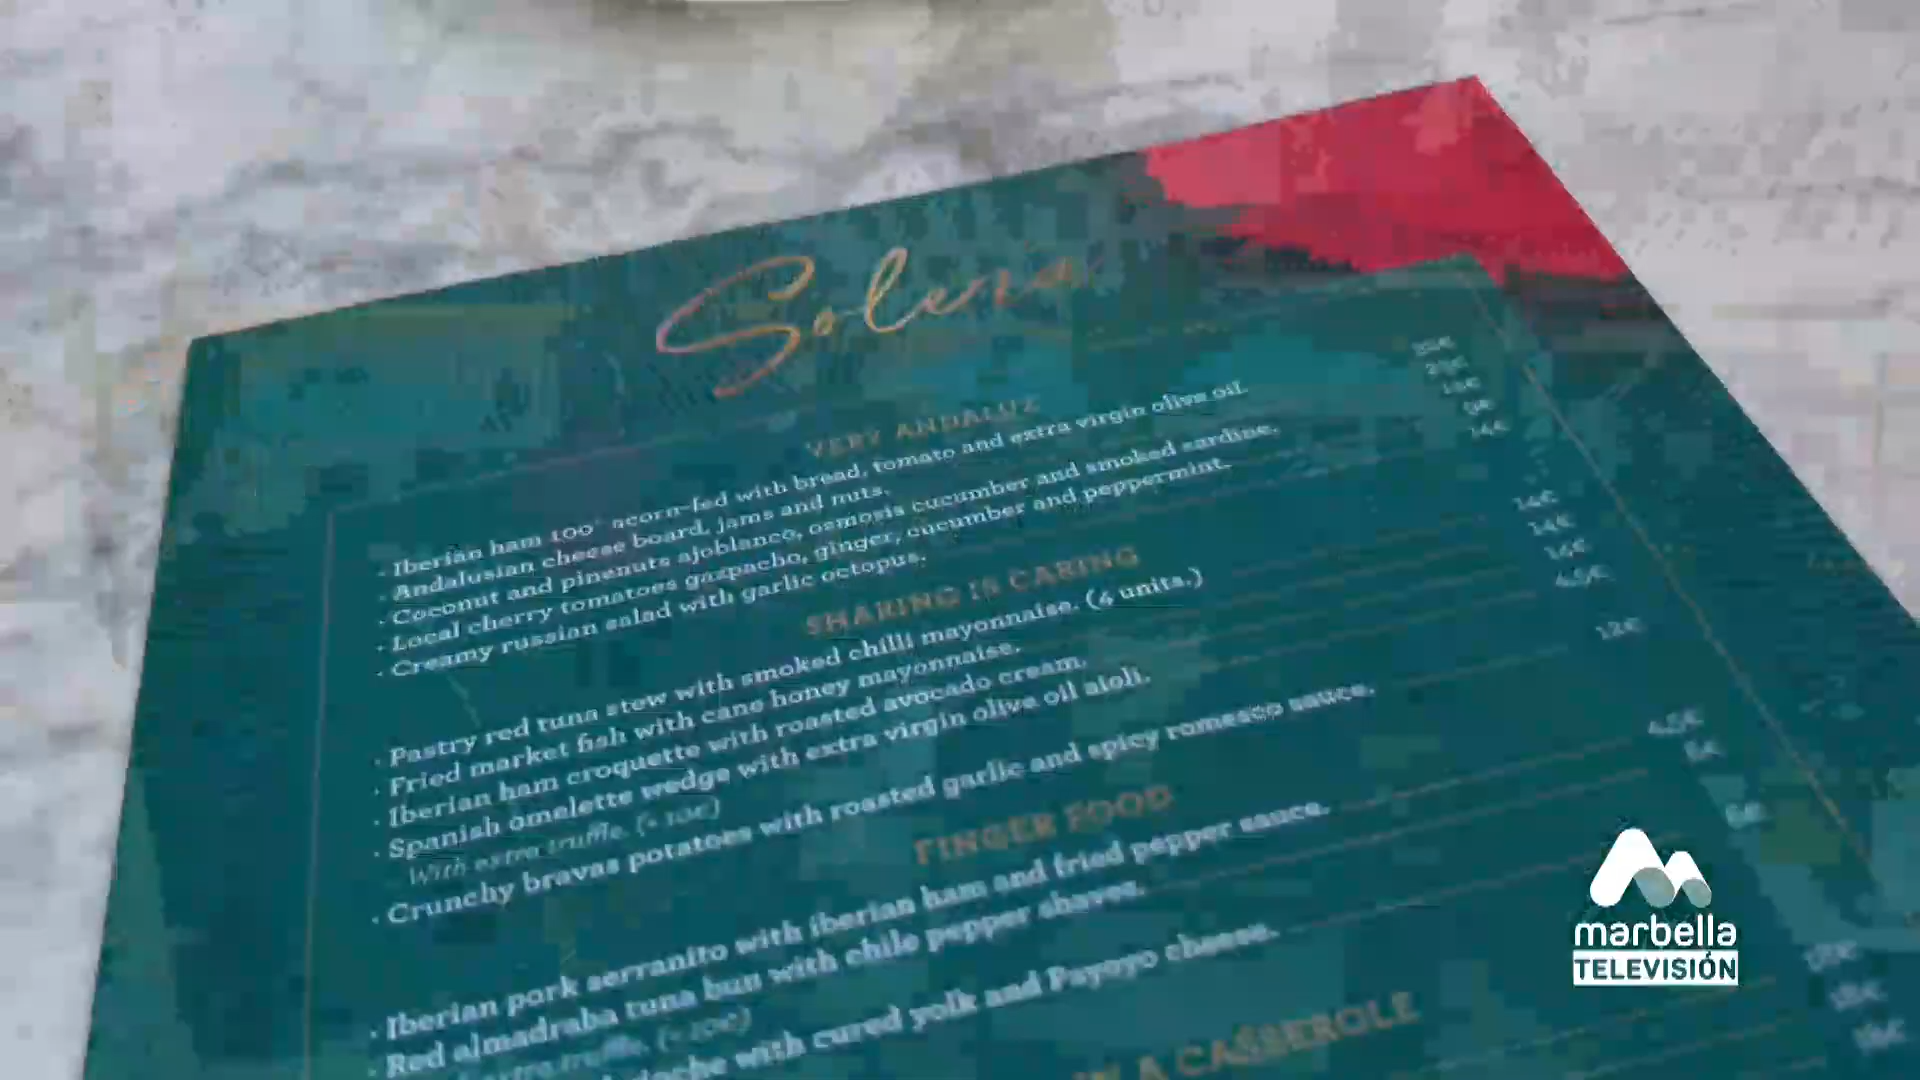 Solera
VERY ANDALUZ
· Iberian ham 100% acorn-fed with bread, tomato and extra virgin olive oil.
· Andalusian cheese board, jams and nuts.
· Coconut and pinenuts ajoblanco, osmosis cucumber and smoked sardine.
· Local cherry tomatoes gazpacho, ginger, cucumber and peppermint.
· Creamy russian salad with garlic octopus.
14€
SHARING IS CARING
· Pastry red tuna stew with smoked chilli mayonnaise. (4 units.) 14€
· Fried market fish with cane honey mayonnaise. 14€
· Iberian ham croquette with roasted avocado cream.
· Spanish omelette wedge with extra virgin olive oil aioli.
With extra truffle. (+10€)
· Crunchy bravas potatoes with roasted garlic and spicy romesco sauce. 12€
FINGER FOOD
· Iberian pork serranito with iberian ham and fried pepper sauce.
· Red almadraba tuna bun with chile pepper shaves.
extra truffle. (+10€)
with cured yolk and Payoyo cheese.
IN A CASSEROLE
marbella
TELEVISIÓN